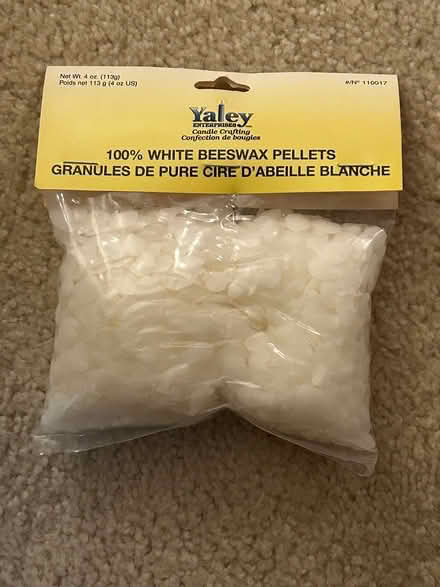 Net Wt. 4 oz. (113g)
Poids net 113 g (4 oz US)
#/Nº 110017
Yaley
ENTERPRISES
Candle Crafting
Confection de bougies
100% WHITE BEESWAX PELLETS
GRANULES DE PURE CIRE D'ABEILLE BLANCHE